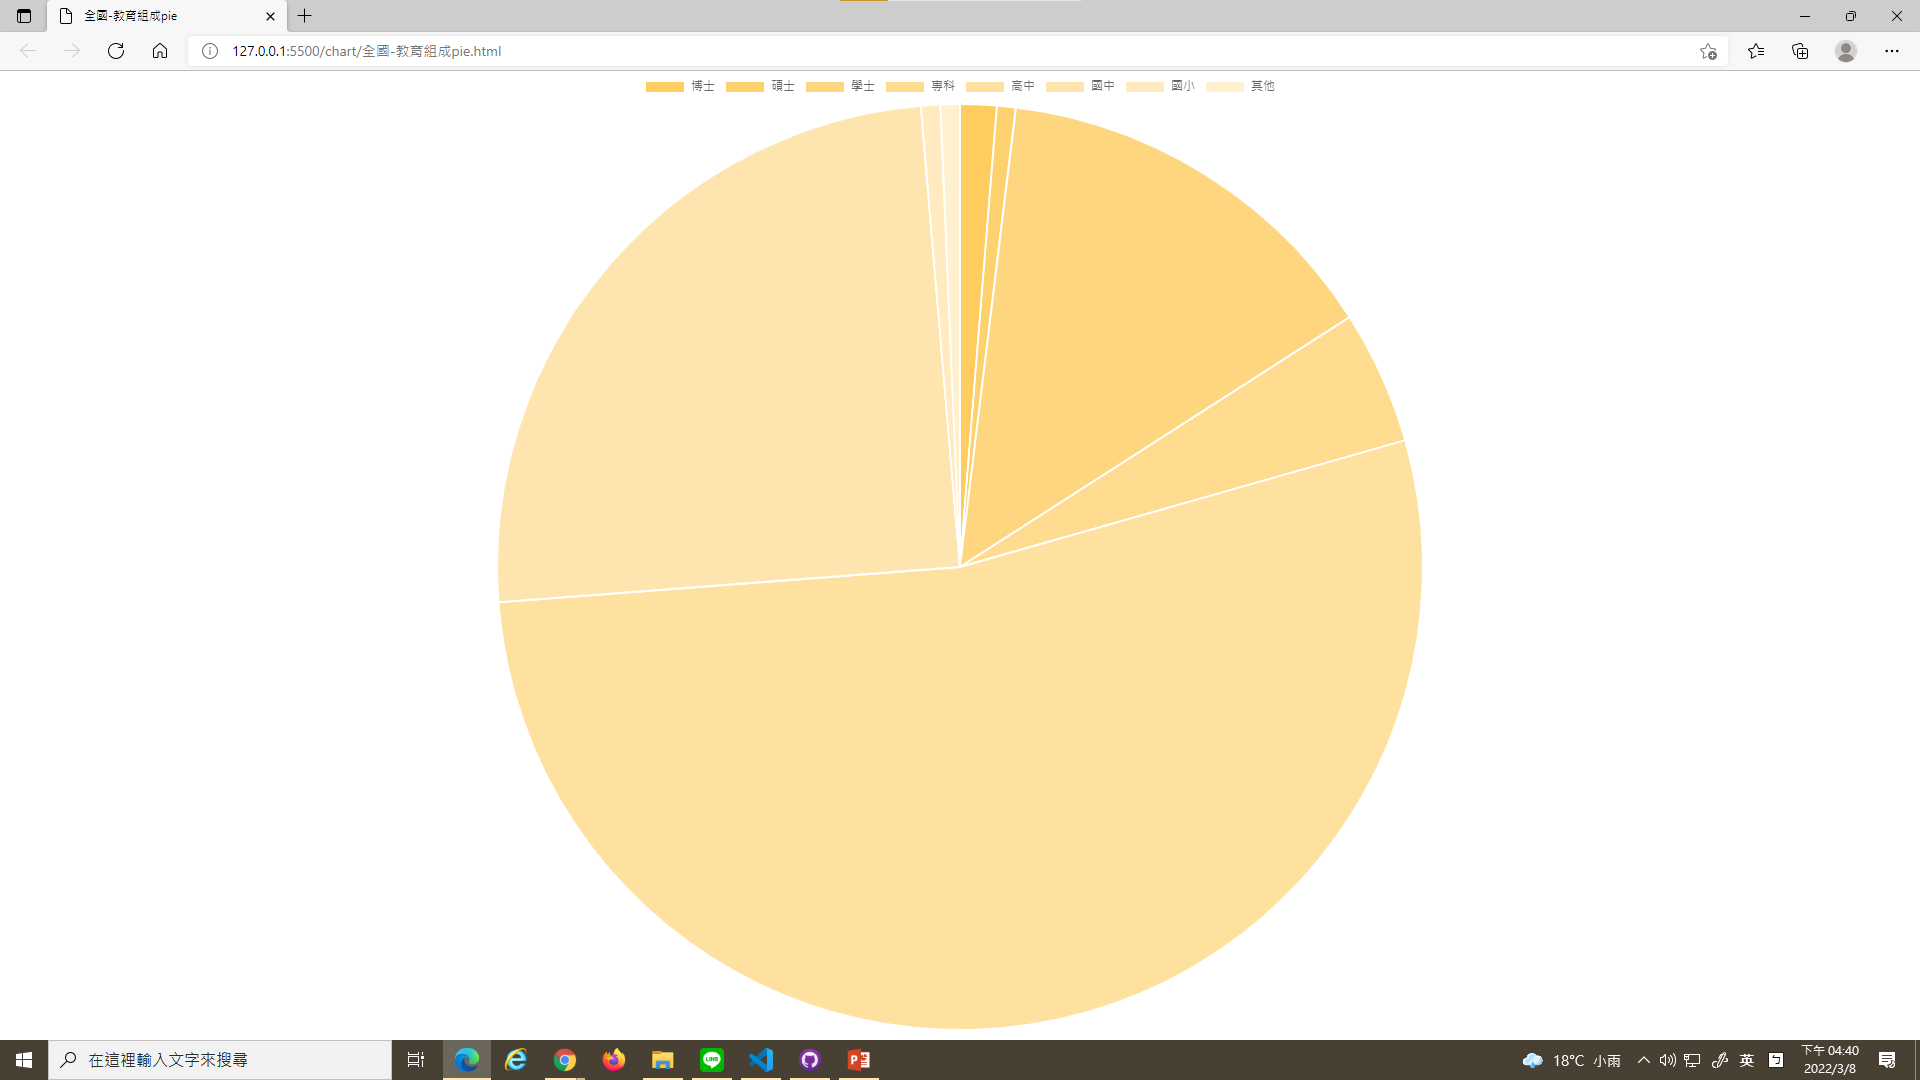 全國-教育組成pie
127.0.0.1:5500/chart/全國-教育組成pie.html
博士 碩士 學士 專科 高中 國中 國小 其他
在這裡輸入文字來搜尋
LINE
18°C 小雨
英
下午 04:40
2022/3/8